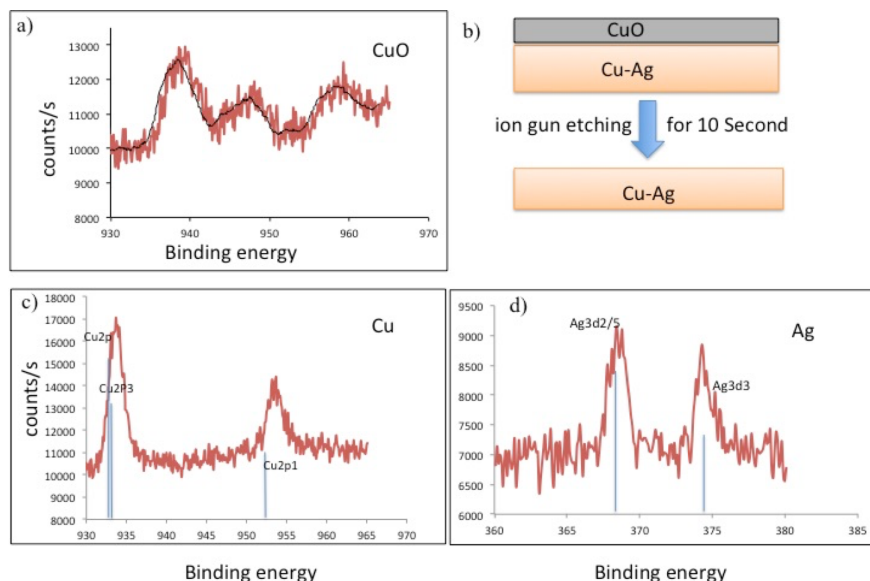 a)
CuO
13000
12000
11000
10000
9000
8000
counts/s
930 940 950 960 970
Binding energy
b)
CuO
Cu-Ag
ion gun etching for 10 Second
Cu-Ag
c)
18000
17000
16000
15000
14000
13000
12000
11000
10000
9000
8000
counts/s
Cu2p
Cu2P3
Cu
Cu2p1
930 935 940 945 950 955 960 965 970
Binding energy
d)
9500
9000
8500
8000
7500
7000
6500
6000
Ag3d2/5
Ag
Ag3d3
360 365 370 375 380 385
Binding energy